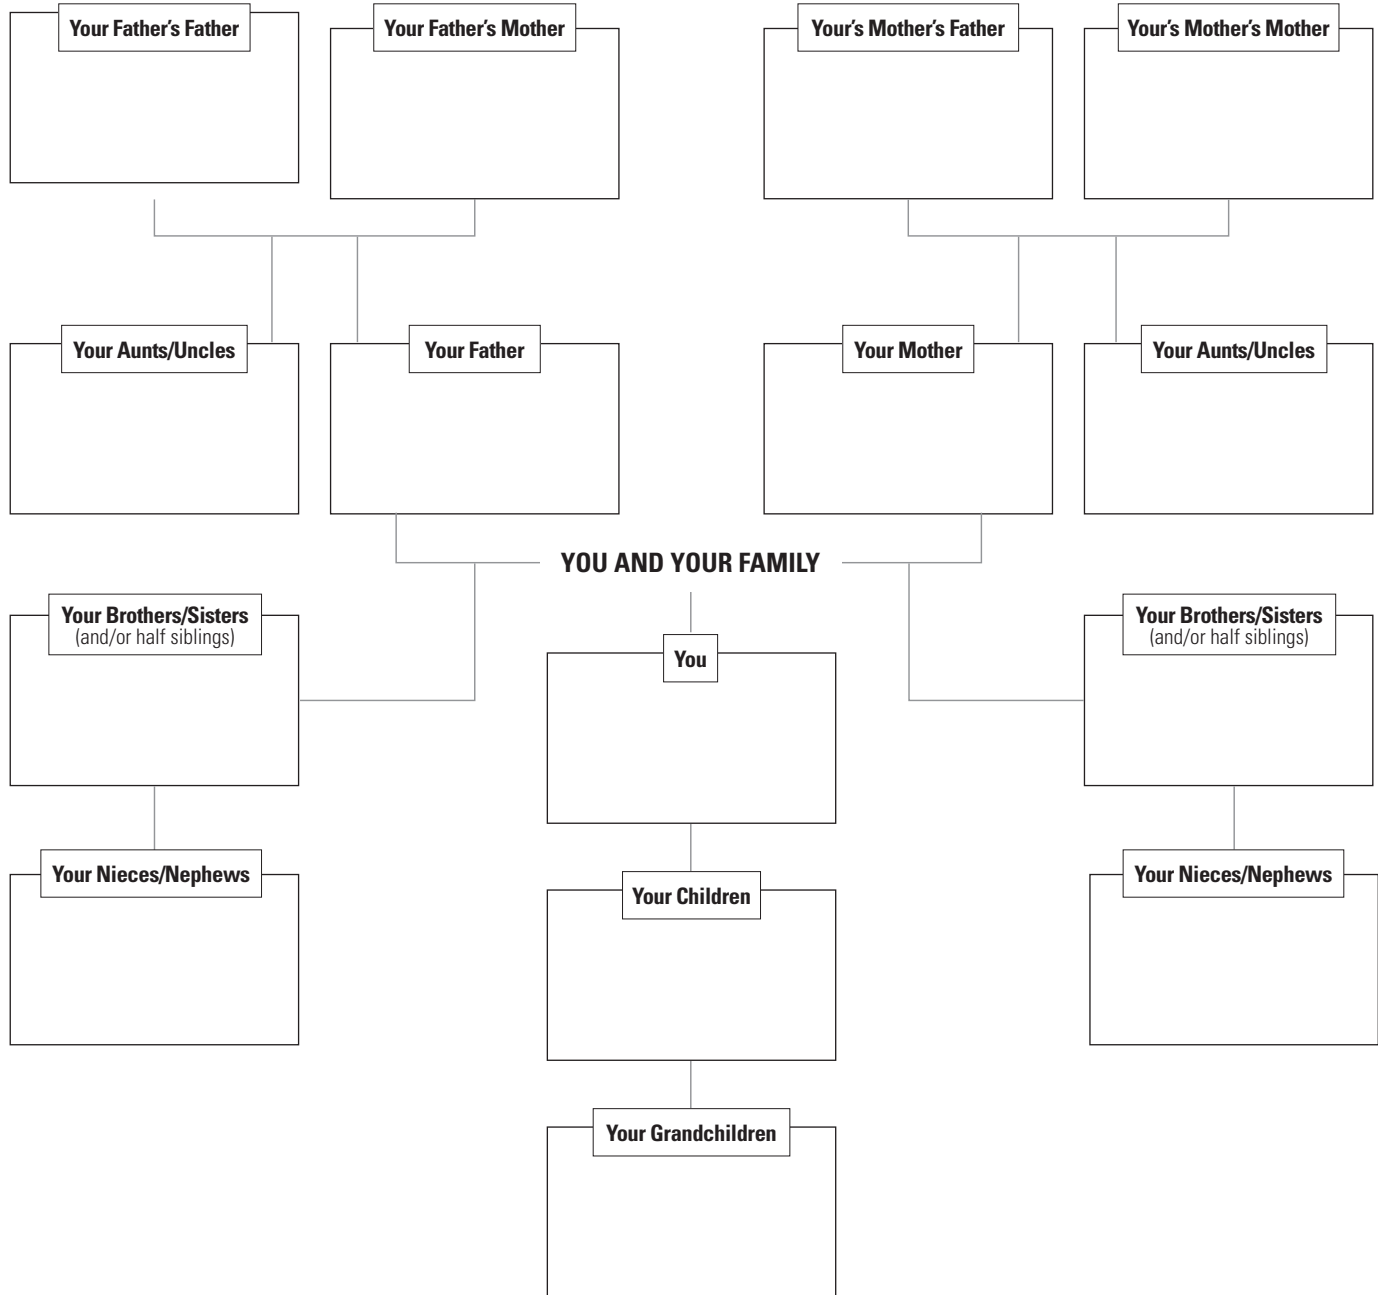 Your Father's Father
Your Father's Mother
Your's Mother's Father
Your's Mother's Mother
Your Aunts/Uncles
Your Father
Your Mother
Your Aunts/Uncles
YOU AND YOUR FAMILY
Your Brothers/Sisters
(and/or half siblings)
You
Your Brothers/Sisters
(and/or half siblings)
Your Nieces/Nephews
Your Children
Your Nieces/Nephews
Your Grandchildren